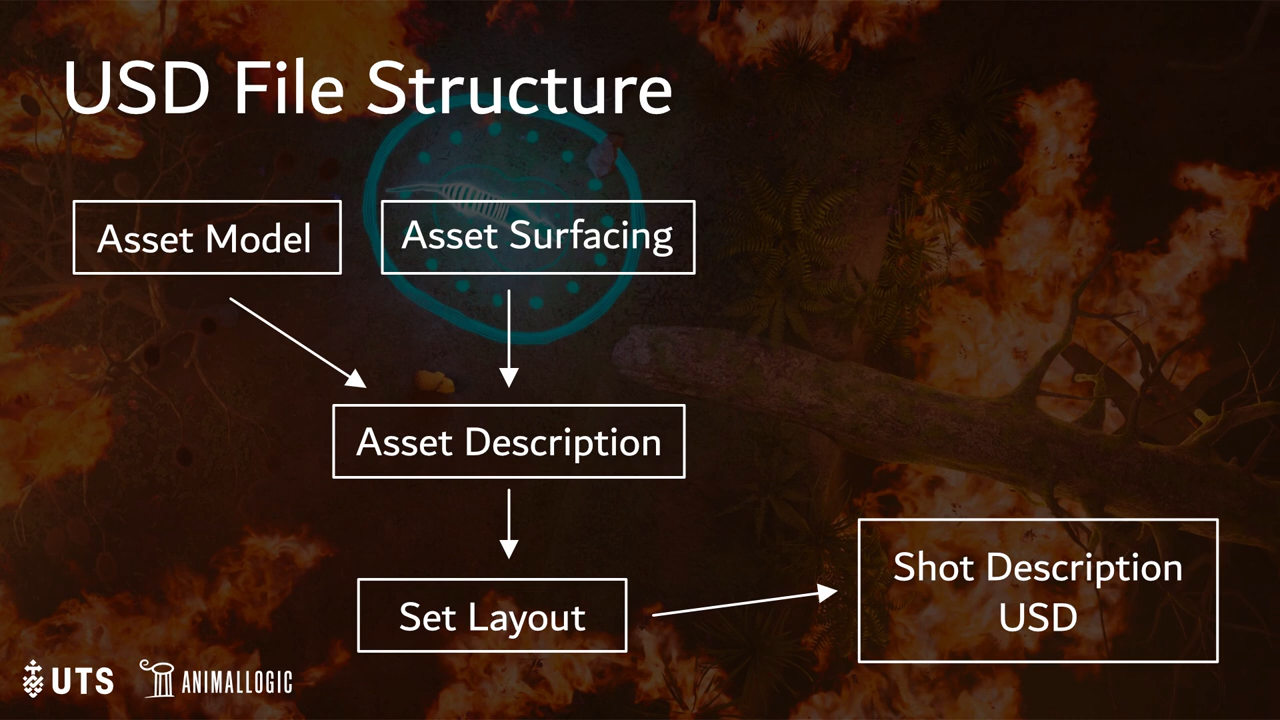 USD File Structure
Asset Model
Asset Surfacing
Asset Description
Set Layout
Shot Description
USD
UTS
ANIMALLOGIC